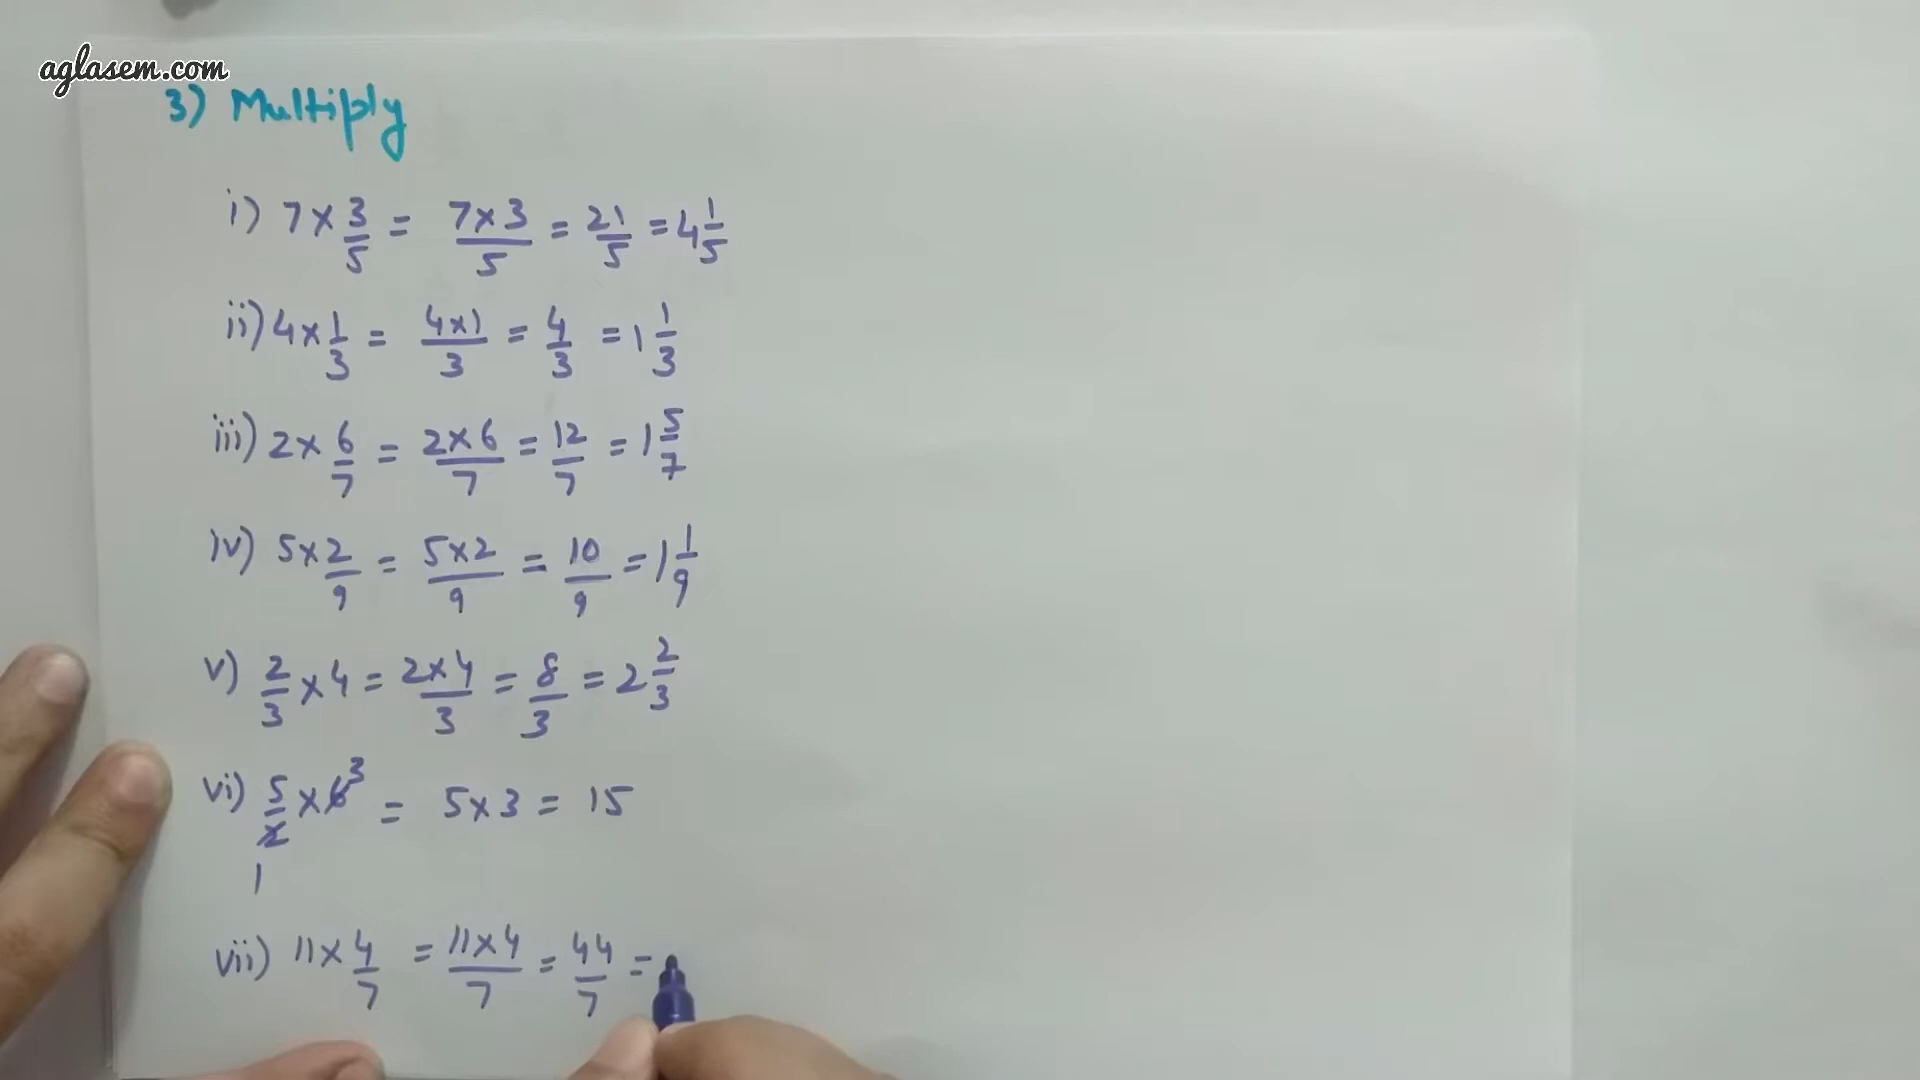 aglasem.com
3) Multiply
i) 7 × 3/5 = 7×3/5 = 21/5 = 4 1/5
ii) 4 × 1/3 = 4×1/3 = 4/3 = 1 1/3
iii) 2 × 6/7 = 2×6/7 = 12/7 = 1 5/7
iv) 5 × 2/9 = 5×2/9 = 10/9 = 1 1/9
v) 2/3 × 4 = 2×4/3 = 8/3 = 2 2/3
vi) 5/2 × 6 3 = 5×3 = 15
1
vii) 11 × 4/7 = 11×4/7 = 44/7 =